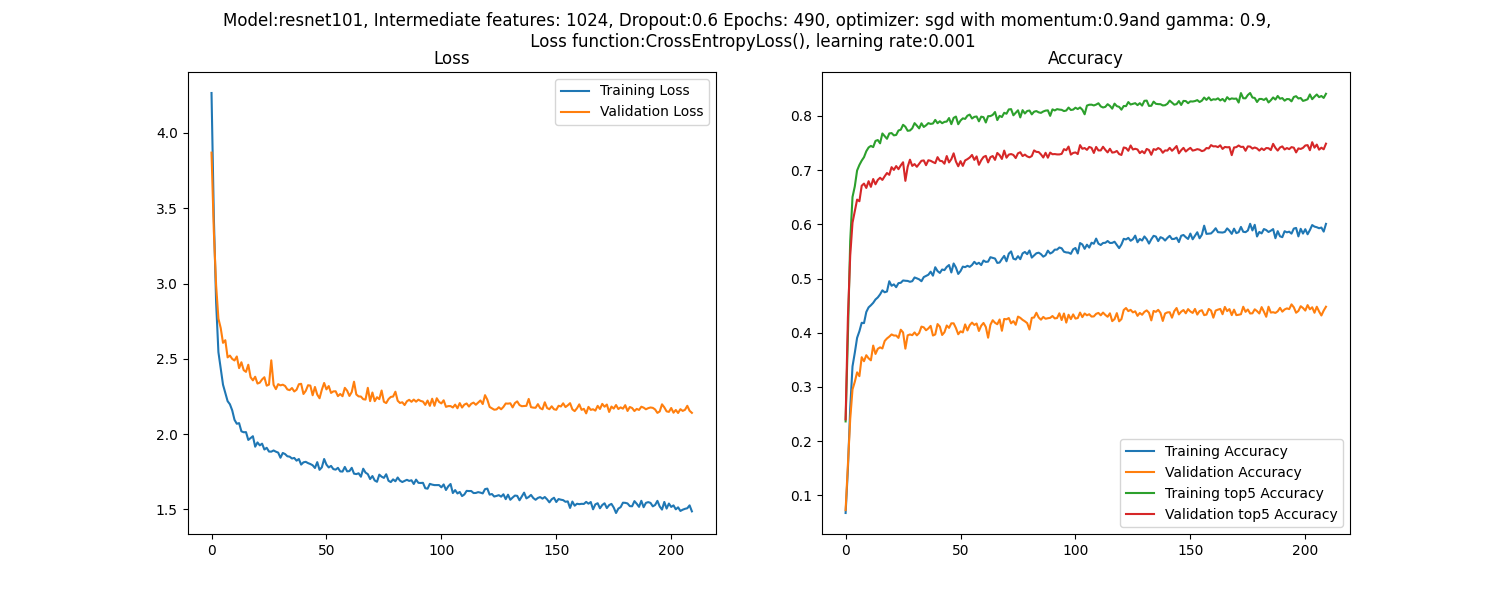 Model:resnet101, Intermediate features: 1024, Dropout:0.6 Epochs: 490, optimizer: sgd with momentum:0.9and gamma: 0.9,
Loss function:CrossEntropyLoss(), learning rate:0.001
Loss
Training Loss
Validation Loss
4.0
3.5
3.0
2.5
2.0
1.5
0
50
100
150
200
Accuracy
0.8
0.7
0.6
0.5
0.4
0.3
0.2
0.1
Training Accuracy
Validation Accuracy
Training top5 Accuracy
Validation top5 Accuracy
0
50
100
150
200